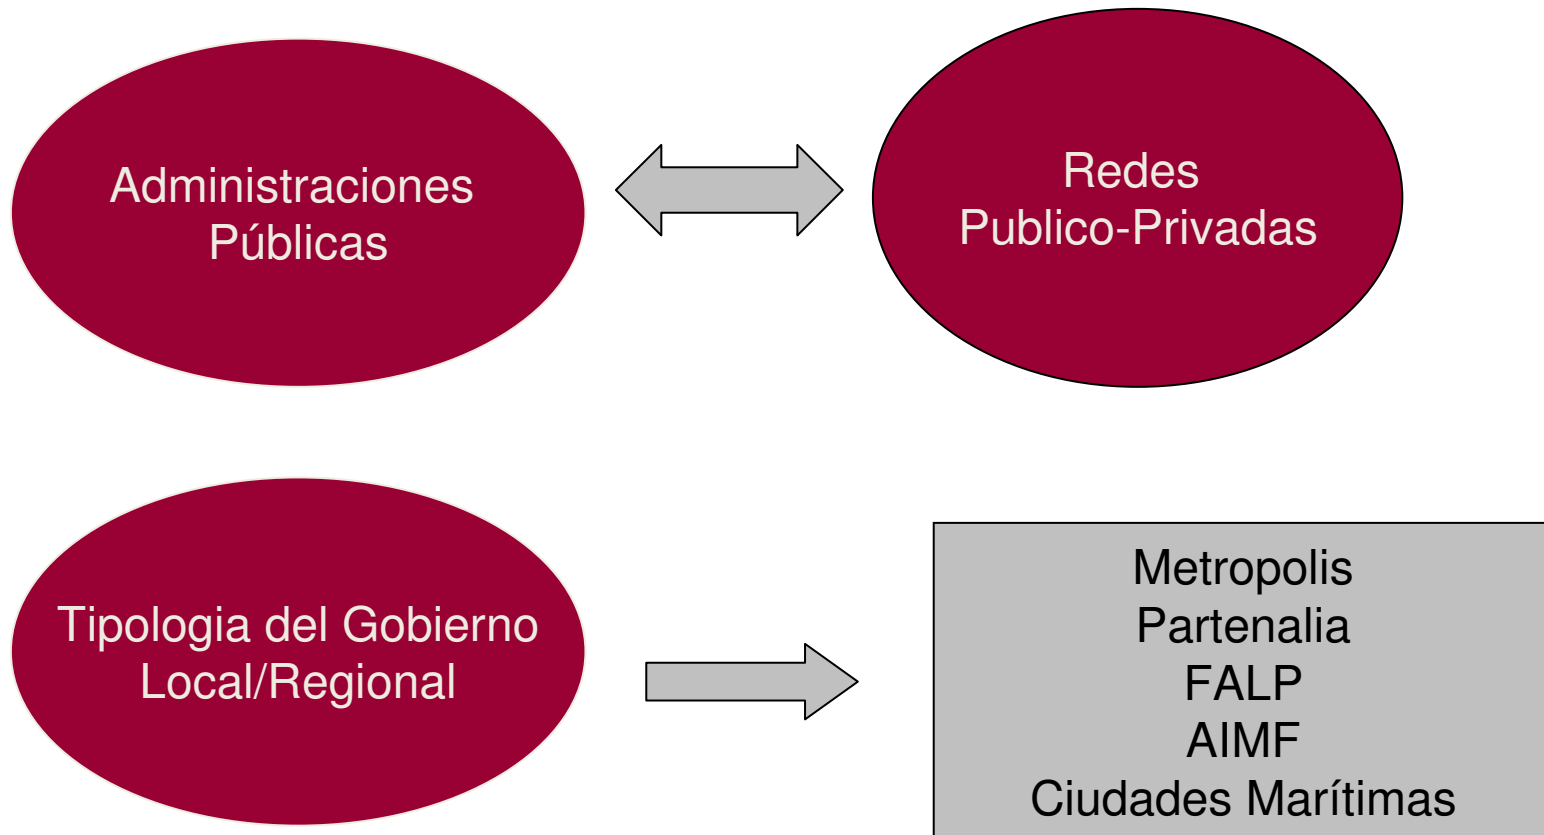 Administraciones
Públicas
Redes
Publico-Privadas
Tipologia del Gobierno
Local/Regional
Metropolis
Partenalia
FALP
AIMF
Ciudades Marítimas